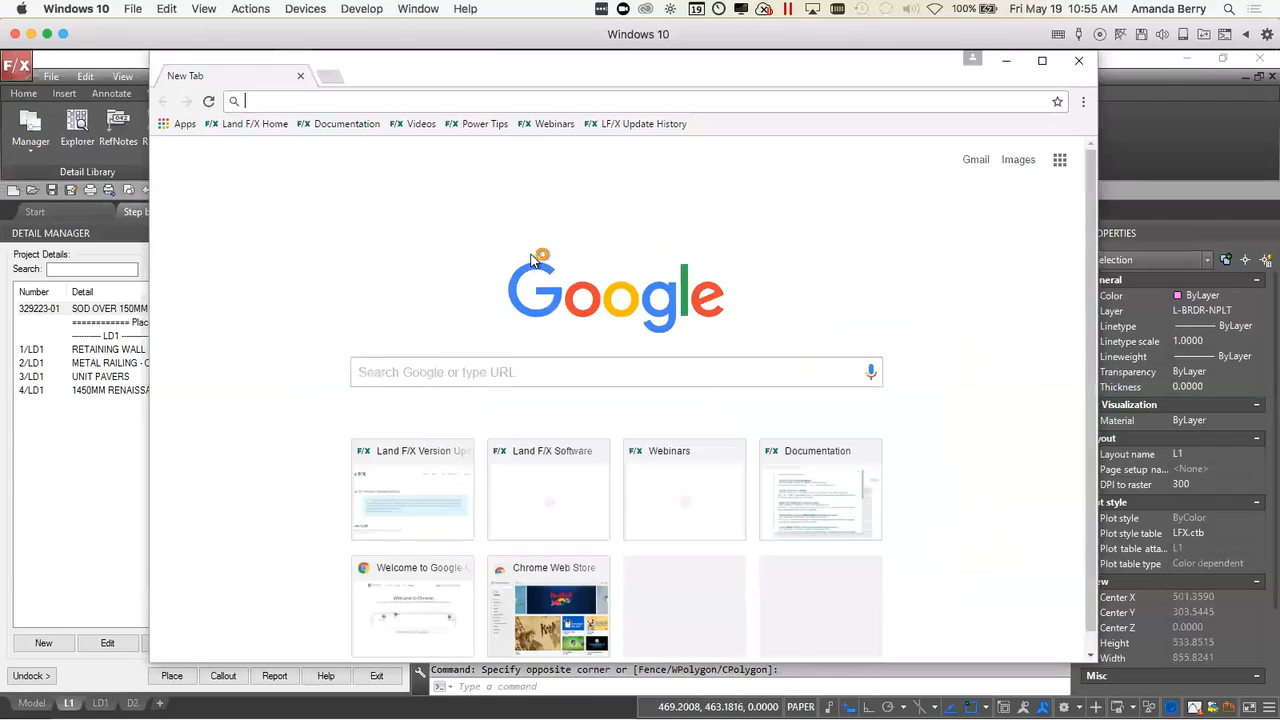 Windows 10 File Edit View Actions Devices Develop Window Help 19 100% Fri May 19 10:55 AM Amanda Berry
Windows 10
F/X File Edit View
New Tab
Home Insert Annotate
Manager Explorer RefNotes
Apps F/X Land F/X Home F/X Documentation F/X Videos F/X Power Tips F/X Webinars F/X LF/X Update History
Detail Library
Gmail Images
Start Step b
DETAIL MANAGER
Project Details:
Search:
Number Detail
329223-01 SOD OVER 150MM
============ Plac
---------- LD1
1/LD1 RETAINING WALL
2/LD1 METAL RAILING - C
3/LD1 UNIT PAVERS
4/LD1 1450MM RENAISSA
New Edit
Undock > Place Callout Report Help Exit
Google
Search Google or type URL
F/X Land F/X Version Up
F/X Land F/X Software
F/X Webinars
F/X Documentation
Welcome to Google C
Chrome Web Store
ROPERTIES
election
neral
Color ByLayer
Layer L-BRDR-NPLT
Linetype ByLayer
Linetype scale 1.0000
Lineweight ByLayer
Transparency ByLayer
Thickness 0.0000
Visualization
Material ByLayer
yout
Layout name L1
Page setup na... <None>
DPI to raster 300
ot style
Plot style ByColor
Plot style table LFX.ctb
Plot table atta... L1
Plot table type Color dependent
ew
Center X 501.3590
Center Y 303.3445
Center Z 0.0000
Height 533.8515
Width 855.8241
Misc
Command: Specify opposite corner or [Fence/WPolygon/CPolygon]:
Type a command
Model L1 LD1 D2 +
469.2008, 463.1816, 0.0000 PAPER